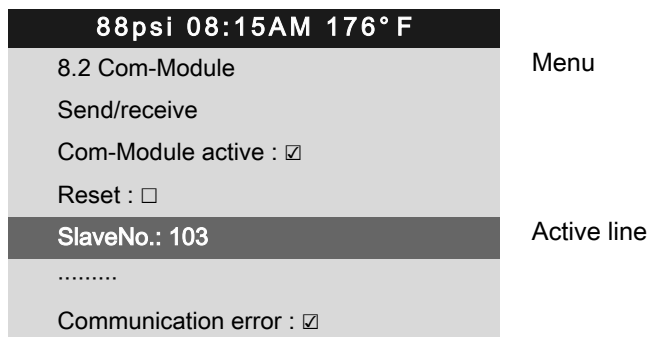 88psi 08:15AM 176°F
8.2 Com-Module Menu
Send/receive
Com-Module active : ☑
Reset : ☐
SlaveNo.: 103 Active line
.........
Communication error : ☑